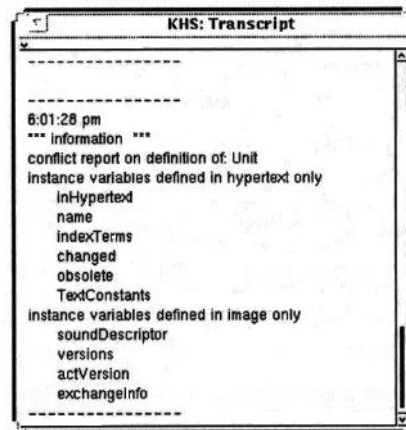 KHS: Transcript
--------------------
--------------------
6:01:28 pm
*** information ***
conflict report on definition of: Unit
instance variables defined in hypertext only
inHypertext
name
indexTerms
changed
obsolete
TextConstants
instance variables defined in image only
soundDescriptor
versions
actVersion
exchangeInfo
--------------------